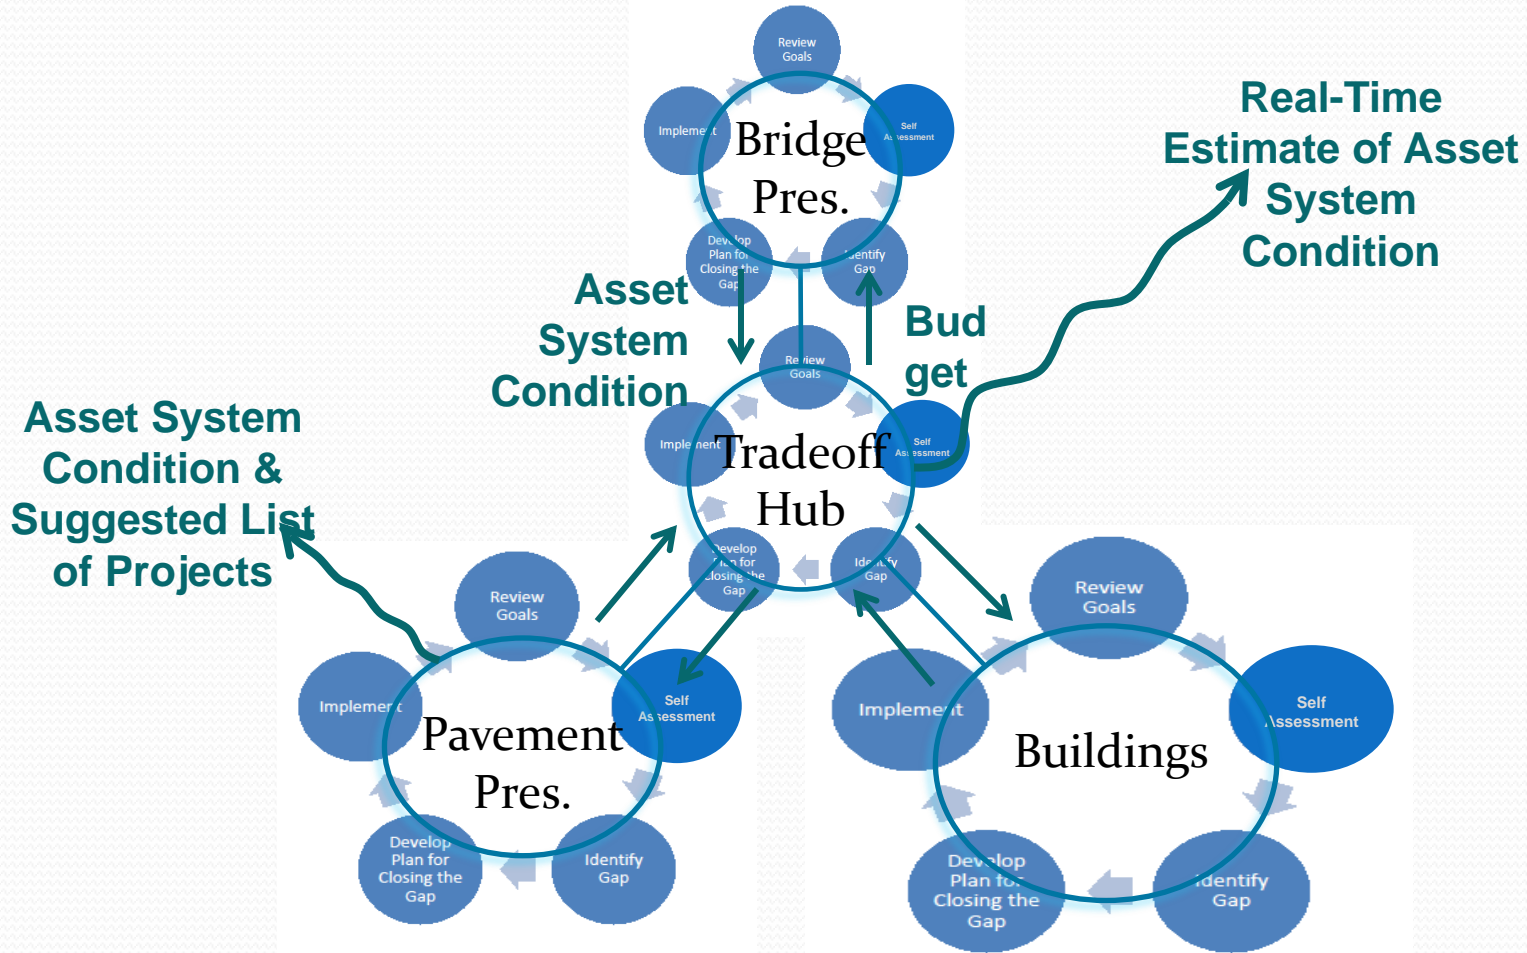 Review
Goals
Implement
Self
Assessment
Bridge
Pres.
Develop
Plan for
Closing the
Gap
Identify
Gap
Real-Time
Estimate of Asset
System
Condition
Asset
System
Condition
Bud
get
Review
Goals
Implement
Self
Assessment
Tradeoff
Hub
Develop
Plan for
Closing the
Gap
Identify
Gap
Asset System
Condition &
Suggested List
of Projects
Review
Goals
Implement
Self
Assessment
Pavement
Pres.
Develop
Plan for
Closing the
Gap
Identify
Gap
Review
Goals
Implement
Self
Assessment
Buildings
Develop
Plan for
Closing the
Gap
Identify
Gap